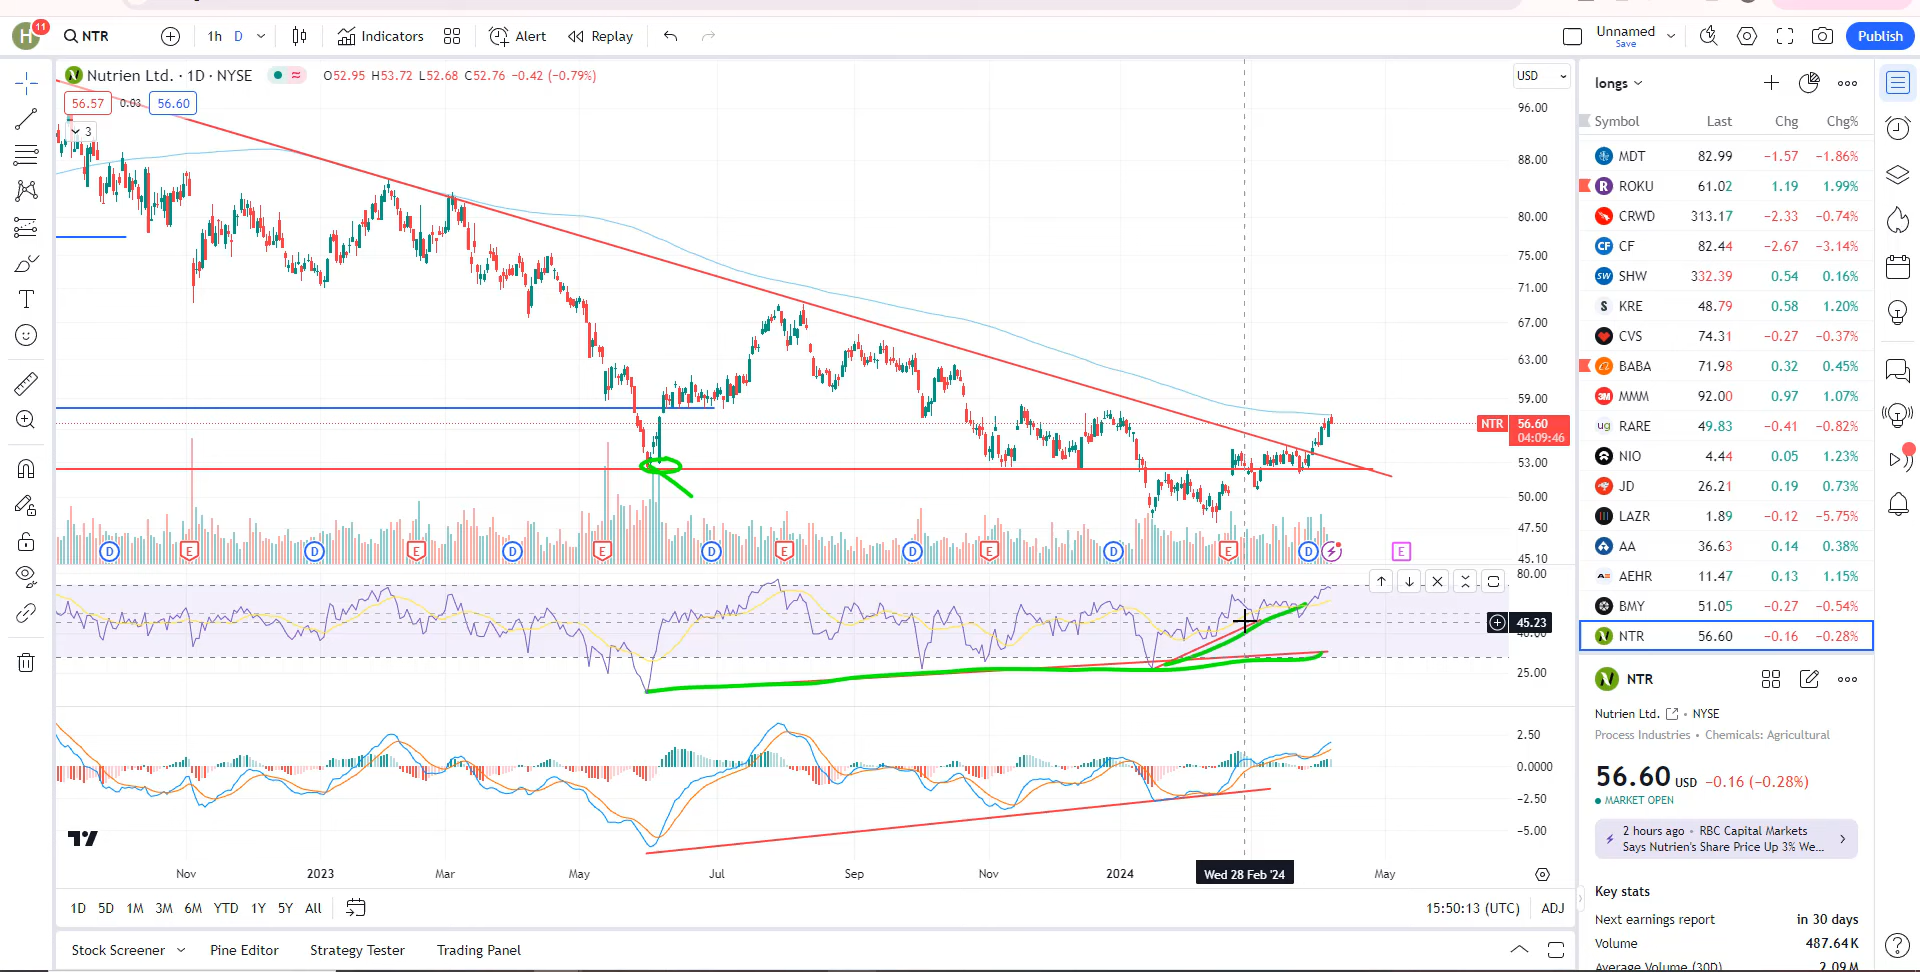 H 11 NTR 1h D Indicators Alert Replay Unnamed Save Publish
Nutrien Ltd. · 1D · NYSE O52.95 H53.72 L52.68 C52.76 −0.42 (−0.79%) USD
56.57 0.03 56.60
3
96.00
88.00
80.00
75.00
71.00
67.00
63.00
59.00
NTR 56.60
04:09:46
53.00
50.00
47.50
45.10
D E D E D E D E D E D E D E
80.00
45.23
40.00
25.00
2.50
0.0000
−2.50
−5.00
Nov 2023 Mar May Jul Sep Nov 2024 Wed 28 Feb '24 May
1D 5D 1M 3M 6M YTD 1Y 5Y All 15:50:13 (UTC) ADJ
Stock Screener Pine Editor Strategy Tester Trading Panel
longs
Symbol Last Chg Chg%
MDT 82.99 −1.57 −1.86%
ROKU 61.02 1.19 1.99%
CRWD 313.17 −2.33 −0.74%
CF 82.44 −2.67 −3.14%
SHW 332.39 0.54 0.16%
KRE 48.79 0.58 1.20%
CVS 74.31 −0.27 −0.37%
BABA 71.98 0.32 0.45%
MMM 92.00 0.97 1.07%
RARE 49.83 −0.41 −0.82%
NIO 4.44 0.05 1.23%
JD 26.21 0.19 0.73%
LAZR 1.89 −0.12 −5.75%
AA 36.63 0.14 0.38%
AEHR 11.47 0.13 1.15%
BMY 51.05 −0.27 −0.54%
NTR 56.60 −0.16 −0.28%
NTR
Nutrien Ltd. • NYSE
Process Industries • Chemicals: Agricultural
56.60 USD −0.16 (−0.28%)
MARKET OPEN
2 hours ago • RBC Capital Markets
Says Nutrien's Share Price Up 3% We...
Key stats
Next earnings report in 30 days
Volume 487.64K
Average Volume (30D) 2.09M